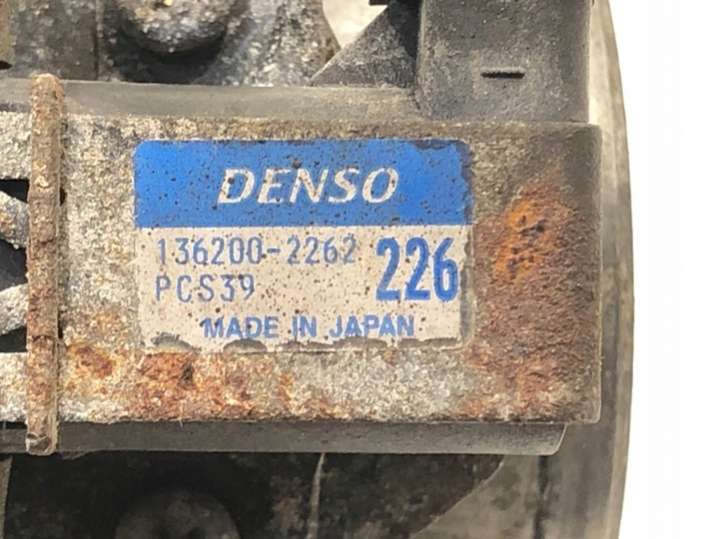 DENSO
136200-2262 226
PCS39
MADE IN JAPAN